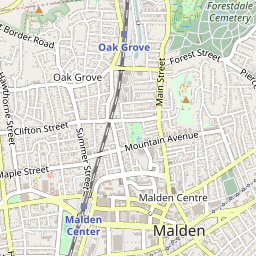 Forestdale
Cemetery
Border Road
Oak Grove
Forest Street
Oak Grove
Main Street
Hawthorne Street
Clifton Street
Summer Street
Mountain Avenue
Maple Street
Malden Centre
Malden
Center
Malden